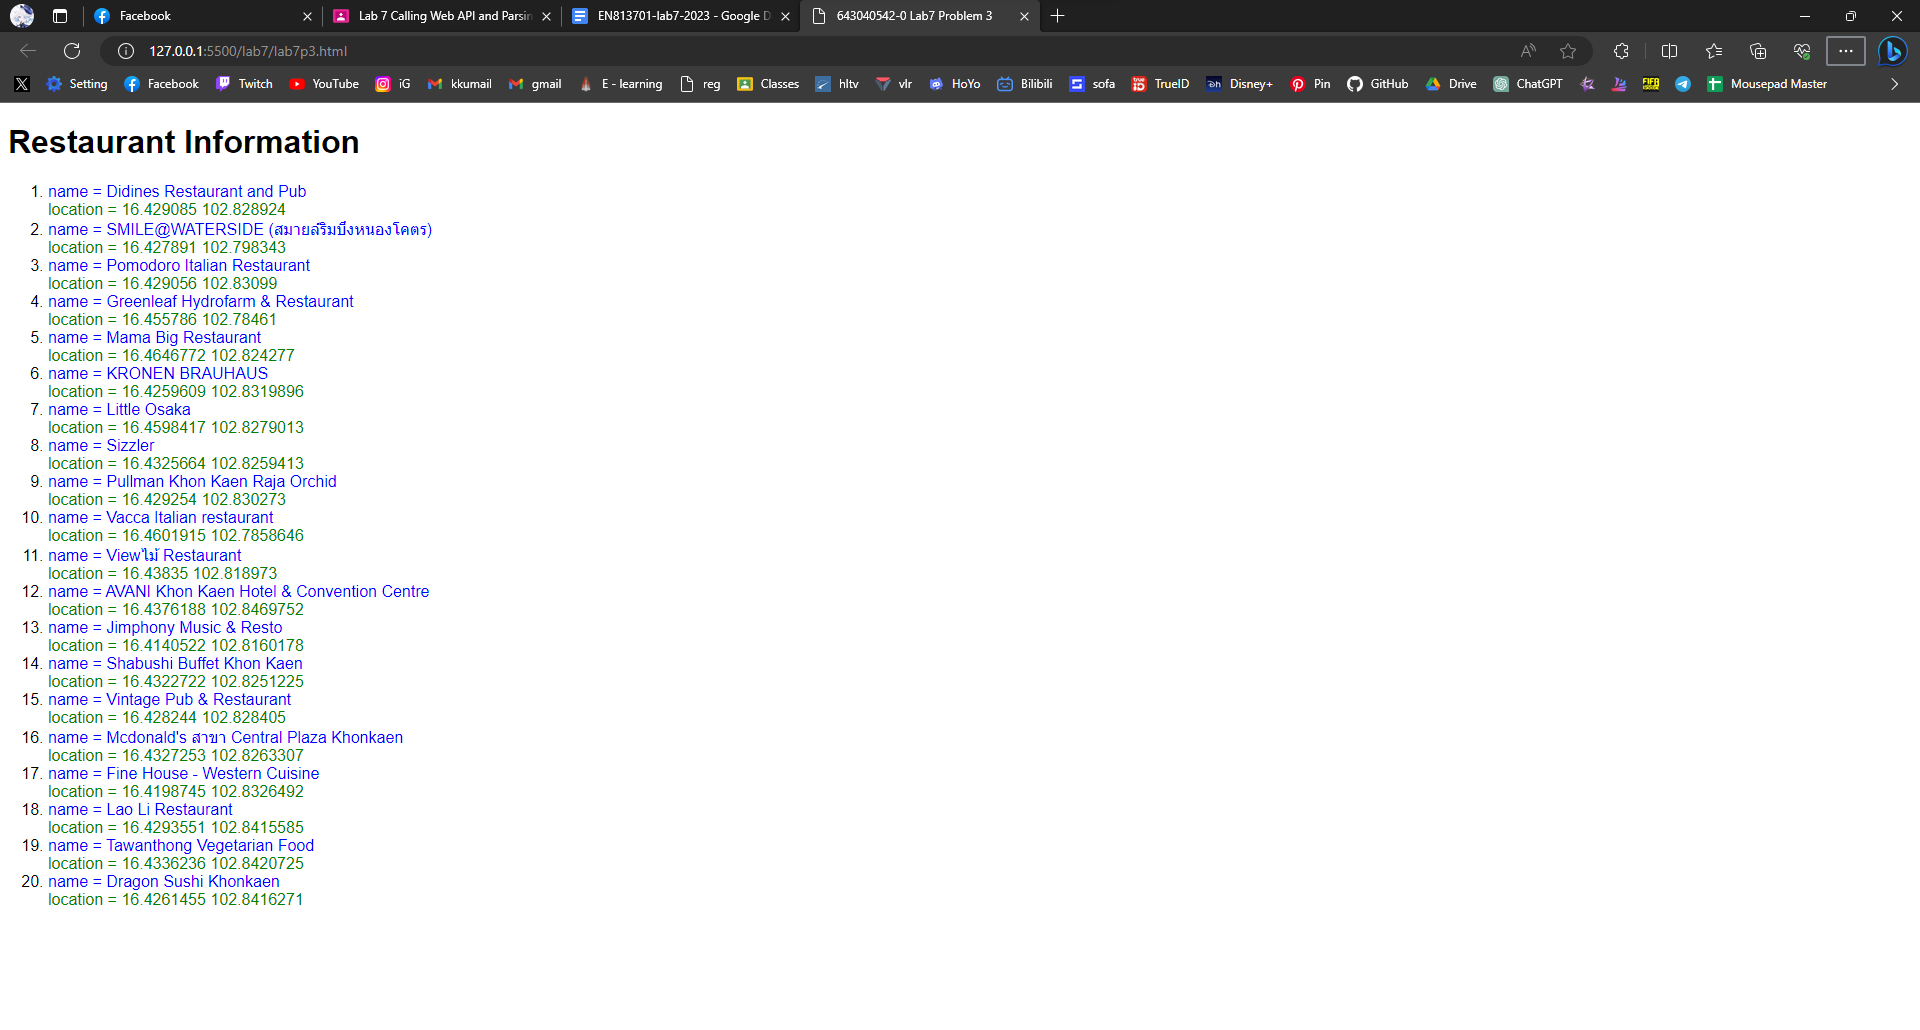 Facebook
Lab 7 Calling Web API and Parsin
EN813701-lab7-2023 - Google D
643040542-0 Lab7 Problem 3
127.0.0.1:5500/lab7/lab7p3.html
X Setting Facebook Twitch YouTube iG kkumail gmail E - learning reg Classes hltv vlr HoYo Bilibili sofa TrueID Disney+ Pin GitHub Drive ChatGPT FIFA Mousepad Master
Restaurant Information
1. name = Didines Restaurant and Pub
location = 16.429085 102.828924
2. name = SMILE@WATERSIDE (สมายล์ริมบึงหนองโคตร)
location = 16.427891 102.798343
3. name = Pomodoro Italian Restaurant
location = 16.429056 102.83099
4. name = Greenleaf Hydrofarm & Restaurant
location = 16.455786 102.78461
5. name = Mama Big Restaurant
location = 16.4646772 102.824277
6. name = KRONEN BRAUHAUS
location = 16.4259609 102.8319896
7. name = Little Osaka
location = 16.4598417 102.8279013
8. name = Sizzler
location = 16.4325664 102.8259413
9. name = Pullman Khon Kaen Raja Orchid
location = 16.429254 102.830273
10. name = Vacca Italian restaurant
location = 16.4601915 102.7858646
11. name = Viewไม้ Restaurant
location = 16.43835 102.818973
12. name = AVANI Khon Kaen Hotel & Convention Centre
location = 16.4376188 102.8469752
13. name = Jimphony Music & Resto
location = 16.4140522 102.8160178
14. name = Shabushi Buffet Khon Kaen
location = 16.4322722 102.8251225
15. name = Vintage Pub & Restaurant
location = 16.428244 102.828405
16. name = Mcdonald's สาขา Central Plaza Khonkaen
location = 16.4327253 102.8263307
17. name = Fine House - Western Cuisine
location = 16.4198745 102.8326492
18. name = Lao Li Restaurant
location = 16.4293551 102.8415585
19. name = Tawanthong Vegetarian Food
location = 16.4336236 102.8420725
20. name = Dragon Sushi Khonkaen
location = 16.4261455 102.8416271